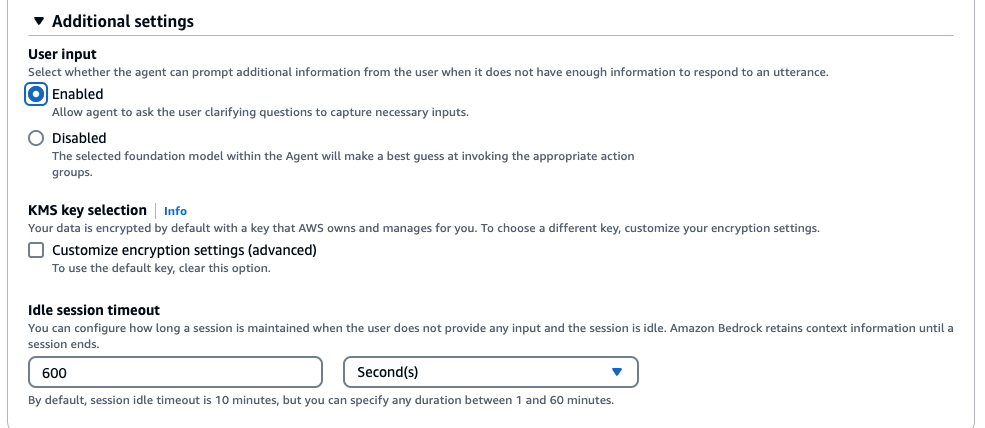 Additional settings
User input
Select whether the agent can prompt additional information from the user when it does not have enough information to respond to an utterance.
Enabled
Allow agent to ask the user clarifying questions to capture necessary inputs.
Disabled
The selected foundation model within the Agent will make a best guess at invoking the appropriate action
groups.
KMS key selection Info
Your data is encrypted by default with a key that AWS owns and manages for you. To choose a different key, customize your encryption settings.
Customize encryption settings (advanced)
To use the default key, clear this option.
Idle session timeout
You can configure how long a session is maintained when the user does not provide any input and the session is idle. Amazon Bedrock retains context information until a
session ends.
600 Second(s)
By default, session idle timeout is 10 minutes, but you can specify any duration between 1 and 60 minutes.